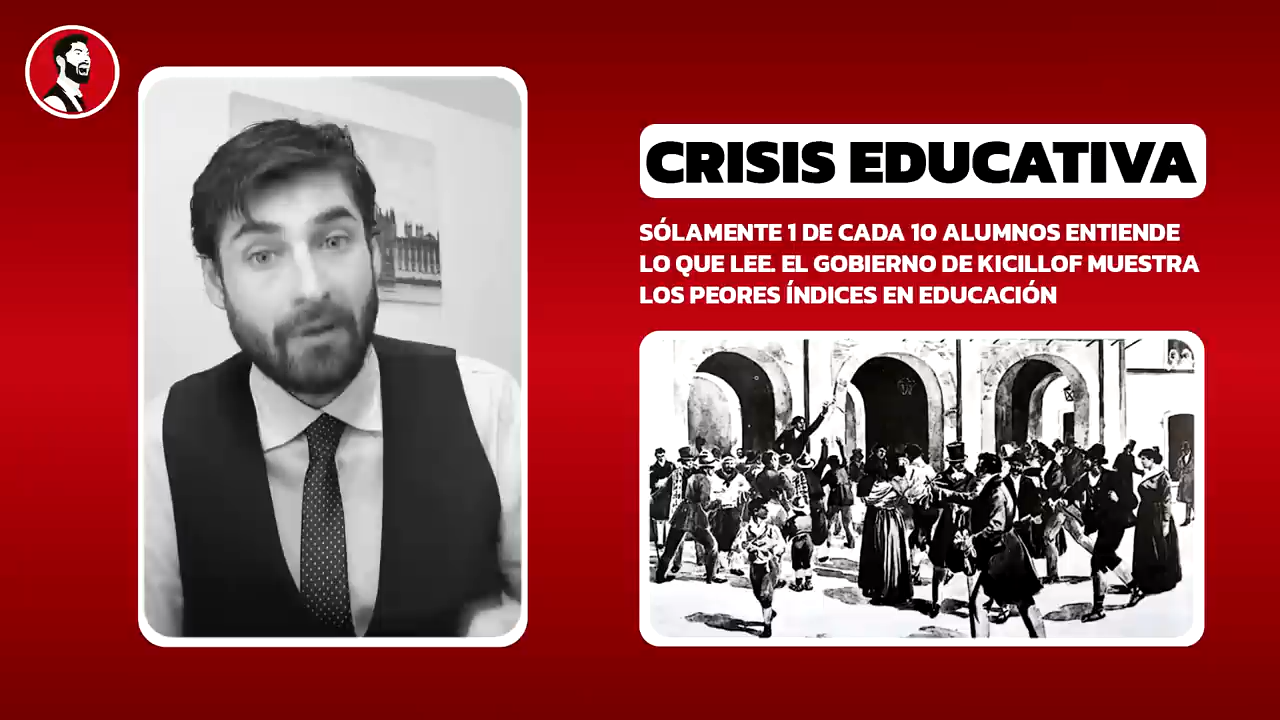 CRISIS EDUCATIVA
SÓLAMENTE 1 DE CADA 10 ALUMNOS ENTIENDE
LO QUE LEE. EL GOBIERNO DE KICILLOF MUESTRA
LOS PEORES ÍNDICES EN EDUCACIÓN